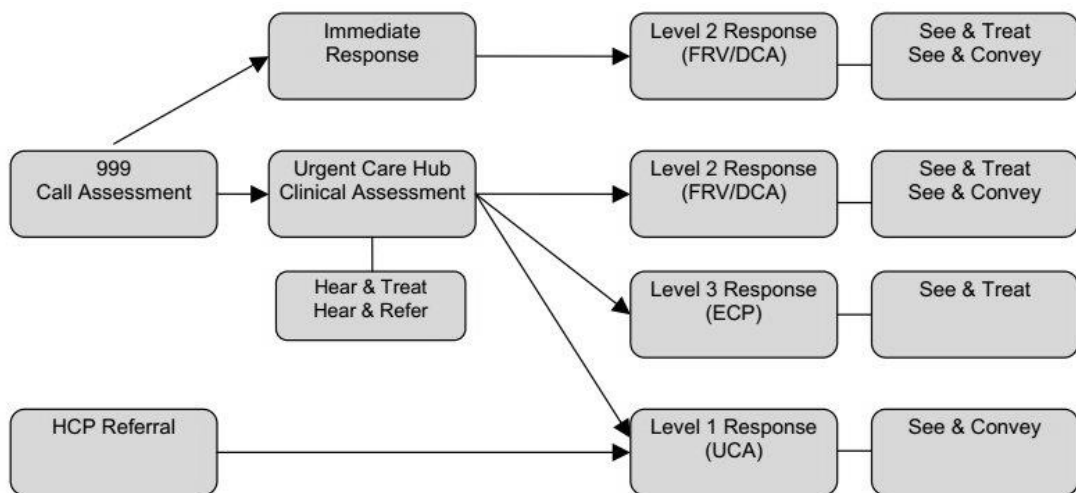 Immediate
Response
Level 2 Response
(FRV/DCA)
See & Treat
See & Convey
999
Call Assessment
Urgent Care Hub
Clinical Assessment
Level 2 Response
(FRV/DCA)
See & Treat
See & Convey
Hear & Treat
Hear & Refer
Level 3 Response
(ECP)
See & Treat
HCP Referral
Level 1 Response
(UCA)
See & Convey